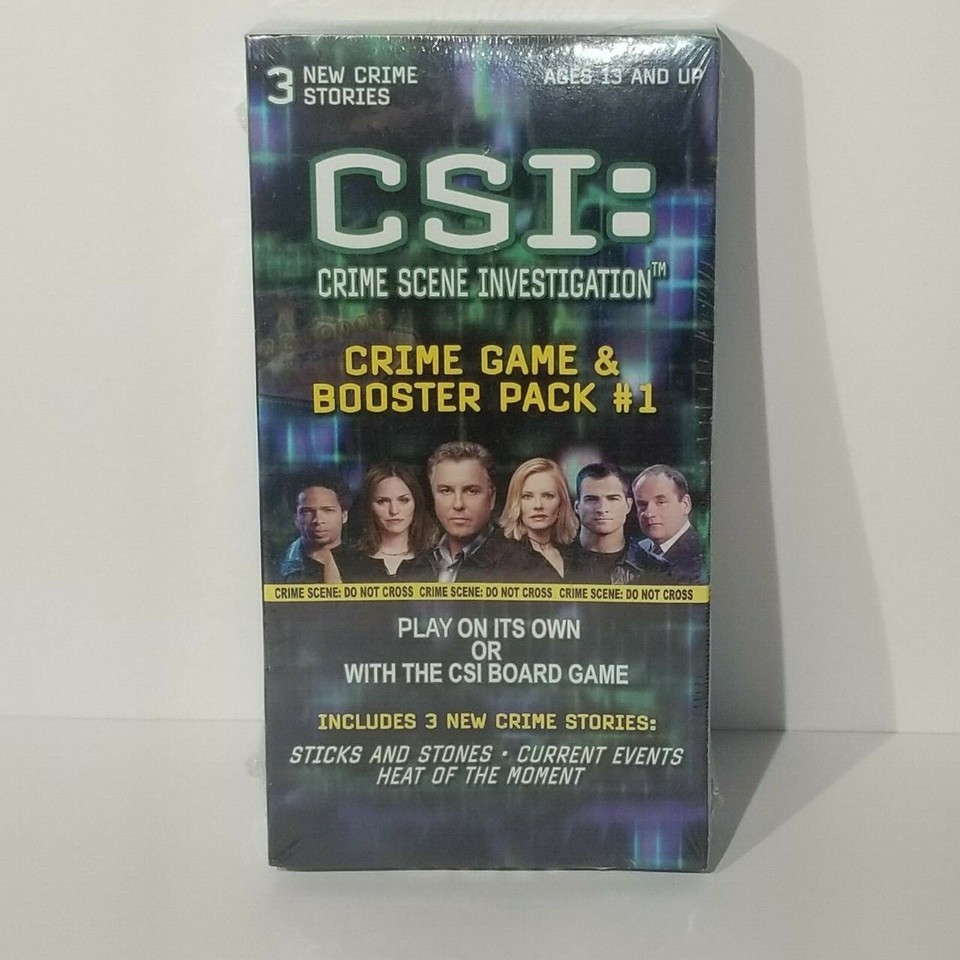 3 NEW CRIME
STORIES
AGES 13 AND UP
CSI:
CRIME SCENE INVESTIGATION™
CRIME GAME &
BOOSTER PACK #1
CRIME SCENE: DO NOT CROSS CRIME SCENE: DO NOT CROSS CRIME SCENE: DO NOT CROSS
PLAY ON ITS OWN
OR
WITH THE CSI BOARD GAME
INCLUDES 3 NEW CRIME STORIES:
STICKS AND STONES • CURRENT EVENTS
HEAT OF THE MOMENT